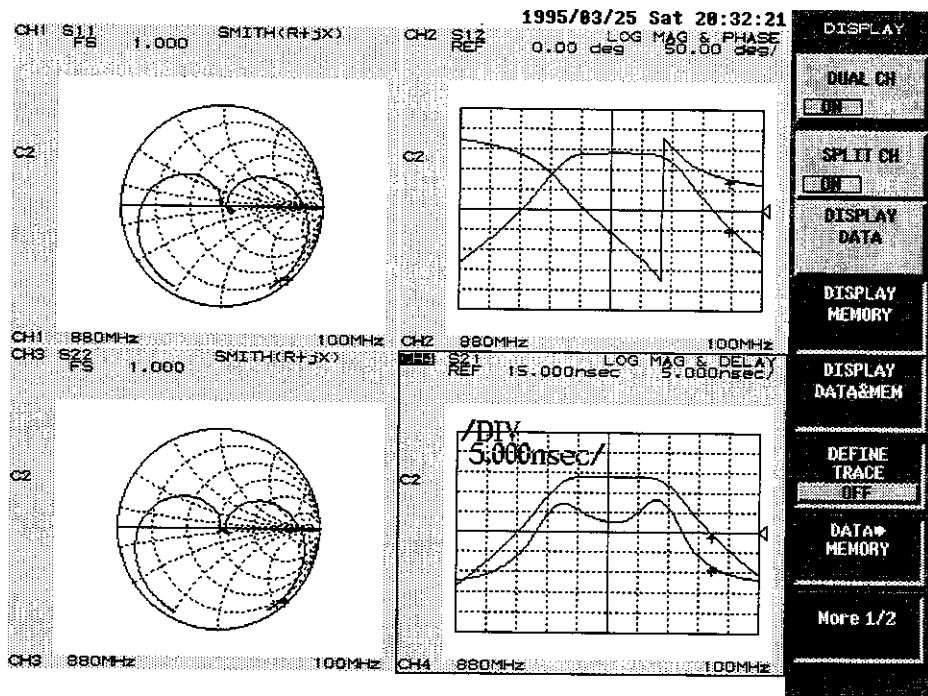 1995/03/25 Sat 20:32:21
CH1 S11 SMITH(R+jX)
FS 1.000
C2
CH1 880MHz 100MHz
CH2 S12 LOG MAG & PHASE
REF 0.00 deg 50.00 deg/
C2
CH2 880MHz 100MHz
CH3 S22 SMITH(R+jX)
FS 1.000
C2
CH3 880MHz 100MHz
CH4 S21 LOG MAG & DELAY
REF 15.000nsec 5.000nsec/
/DIV
5.000nsec/
C2
CH4 880MHz 100MHz
DISPLAY
DUAL CH
ON
SPLIT CH
ON
DISPLAY
DATA
DISPLAY
MEMORY
DISPLAY
DATA&MEM
DEFINE
TRACE
OFF
DATA➧
MEMORY
More 1/2